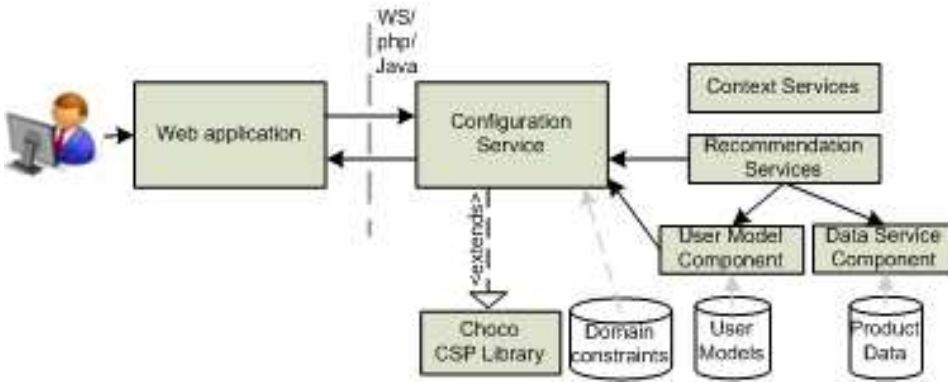 WS/
php/
Java
Web application
Configuration
Service
Context Services
Recommendation
Services
User Model
Component
Data Service
Component
<extends>
Choco
CSP Library
Domain
constraints
User
Models
Product
Data